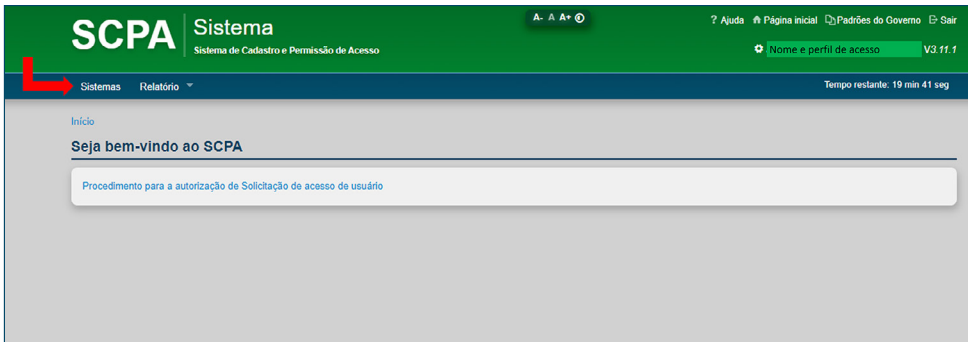 SCPA
Sistema
Sistema de Cadastro e Permissão de Acesso
A- A A+
? Ajuda Página inicial Padrões do Governo Sair
Nome e perfil de acesso V3.11.1
Sistemas Relatório Tempo restante: 19 min 41 seg
Início
Seja bem-vindo ao SCPA
Procedimento para a autorização de Solicitação de acesso de usuário